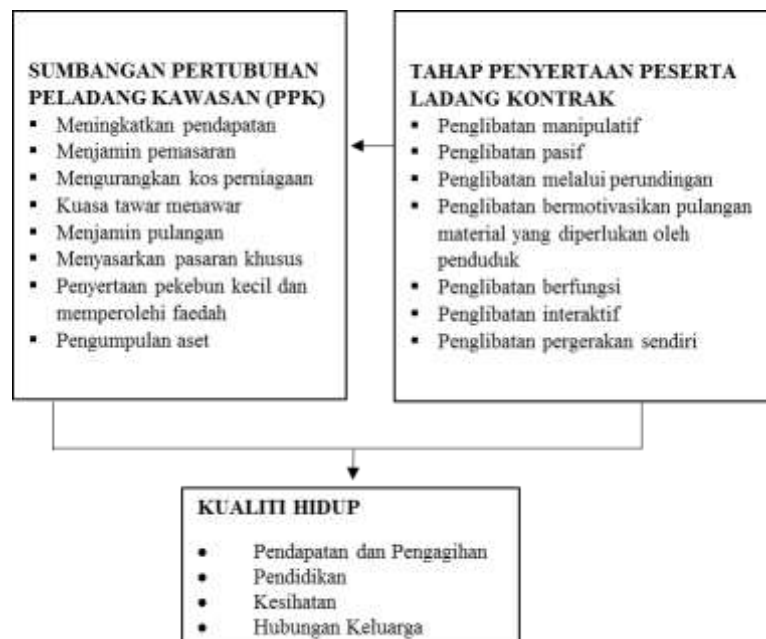 SUMBANGAN PERTUBUHAN
PELADANG KAWASAN (PPK)
▪ Meningkatkan pendapatan
▪ Menjamin pemasaran
▪ Mengurangkan kos perniagaan
▪ Kuasa tawar menawar
▪ Menjamin pulangan
▪ Menyasarkan pasaran khusus
▪ Penyertaan pekebun kecil dan
memperolehi faedah
▪ Pengumpulan aset
TAHAP PENYERTAAN PESERTA
LADANG KONTRAK
▪ Penglibatan manipulatif
▪ Penglibatan pasif
▪ Penglibatan melalui perundingan
▪ Penglibatan bermotivasikan pulangan
material yang diperlukan oleh
penduduk
▪ Penglibatan berfungsi
▪ Penglibatan interaktif
▪ Penglibatan pergerakan sendiri
KUALITI HIDUP
● Pendapatan dan Pengagihan
● Pendidikan
● Kesihatan
● Hubungan Keluarga